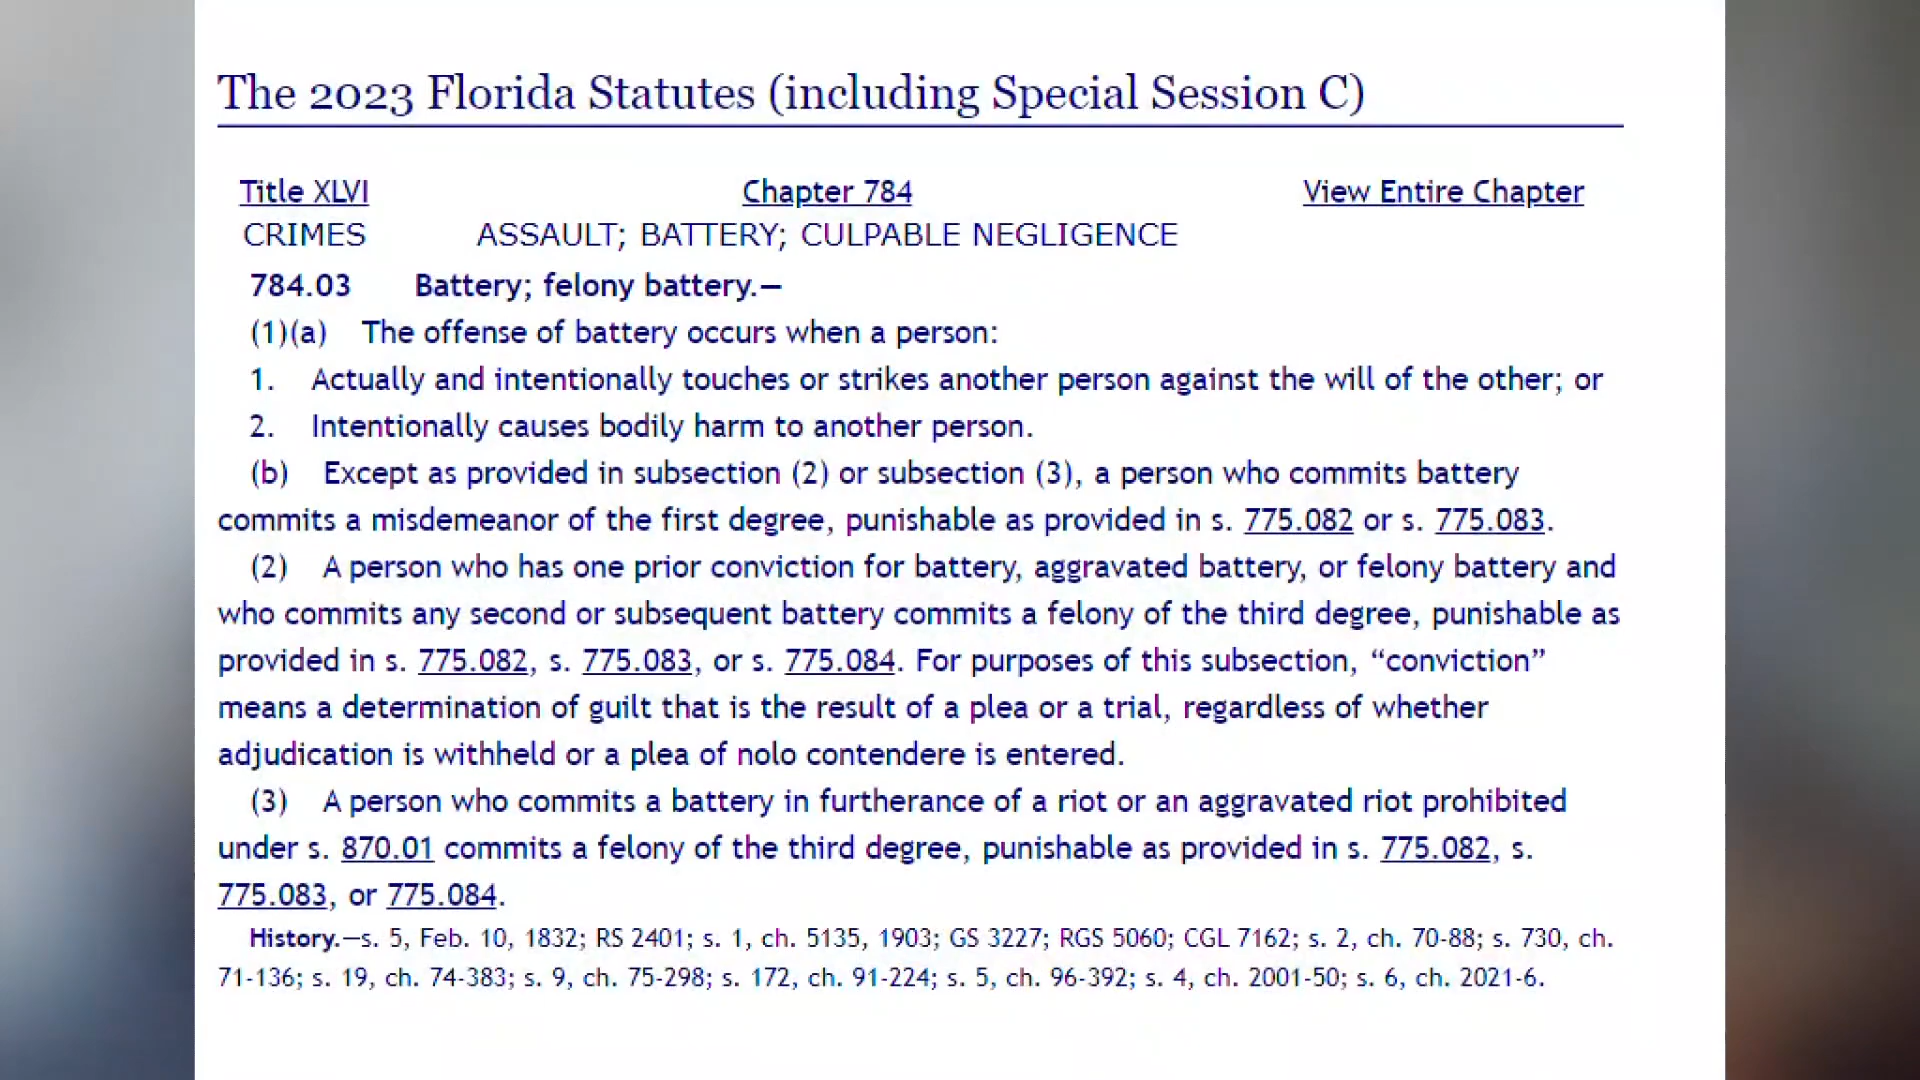 The 2023 Florida Statutes (including Special Session C)
Title XLVI Chapter 784 View Entire Chapter
CRIMES ASSAULT; BATTERY; CULPABLE NEGLIGENCE
784.03 Battery; felony battery.—
(1)(a) The offense of battery occurs when a person:
1. Actually and intentionally touches or strikes another person against the will of the other; or
2. Intentionally causes bodily harm to another person.
(b) Except as provided in subsection (2) or subsection (3), a person who commits battery
commits a misdemeanor of the first degree, punishable as provided in s. 775.082 or s. 775.083.
(2) A person who has one prior conviction for battery, aggravated battery, or felony battery and
who commits any second or subsequent battery commits a felony of the third degree, punishable as
provided in s. 775.082, s. 775.083, or s. 775.084. For purposes of this subsection, “conviction”
means a determination of guilt that is the result of a plea or a trial, regardless of whether
adjudication is withheld or a plea of nolo contendere is entered.
(3) A person who commits a battery in furtherance of a riot or an aggravated riot prohibited
under s. 870.01 commits a felony of the third degree, punishable as provided in s. 775.082, s.
775.083, or 775.084.
History.—s. 5, Feb. 10, 1832; RS 2401; s. 1, ch. 5135, 1903; GS 3227; RGS 5060; CGL 7162; s. 2, ch. 70-88; s. 730, ch.
71-136; s. 19, ch. 74-383; s. 9, ch. 75-298; s. 172, ch. 91-224; s. 5, ch. 96-392; s. 4, ch. 2001-50; s. 6, ch. 2021-6.